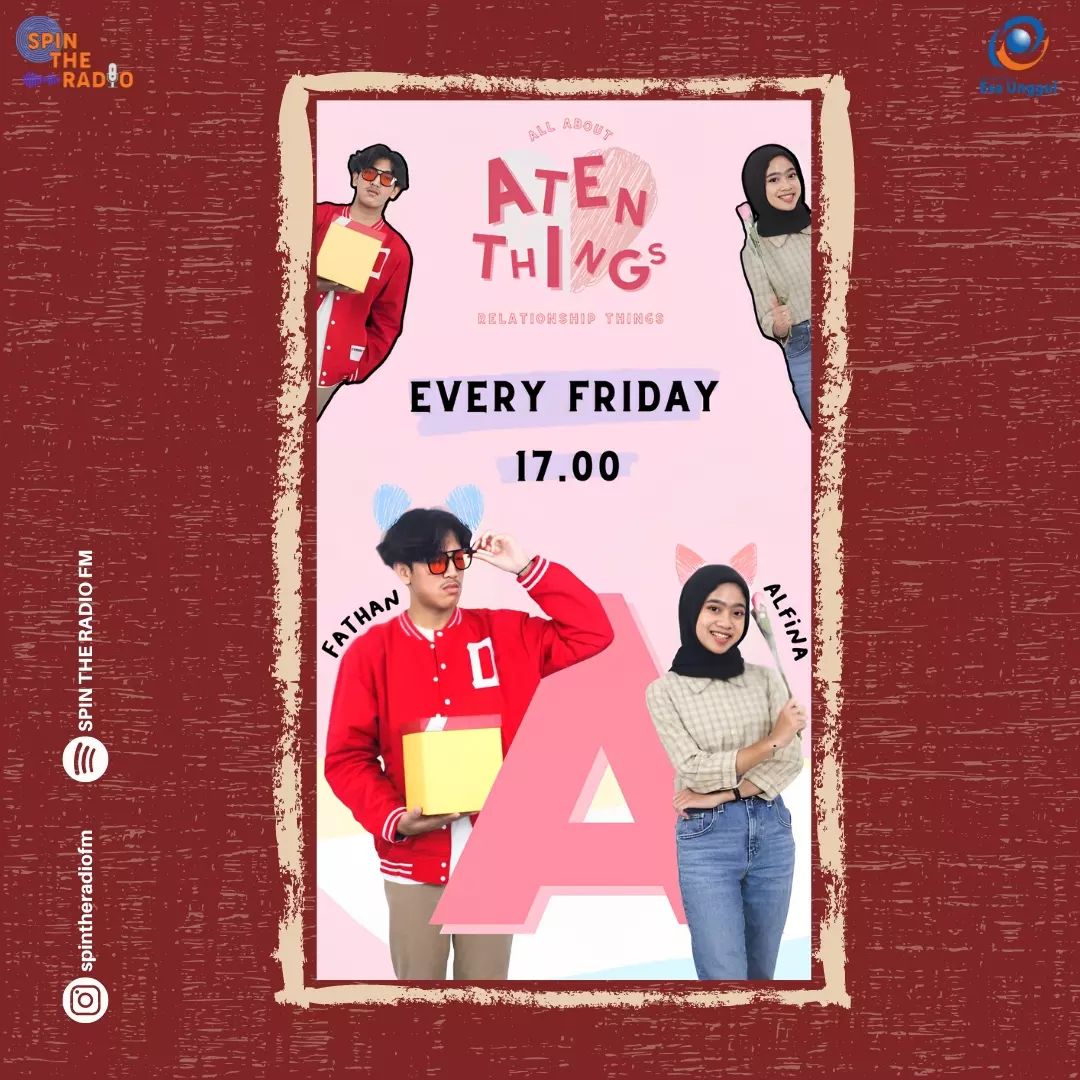 SPIN
THE
RADIO
Esa Unggul
ALL ABOUT
ATEN
THINGS
RELATIONSHIP THINGS
EVERY FRIDAY
17.00
FATHAN
ALFiNA
D
A
SPIN THE RADIO FM
spintheradiofm